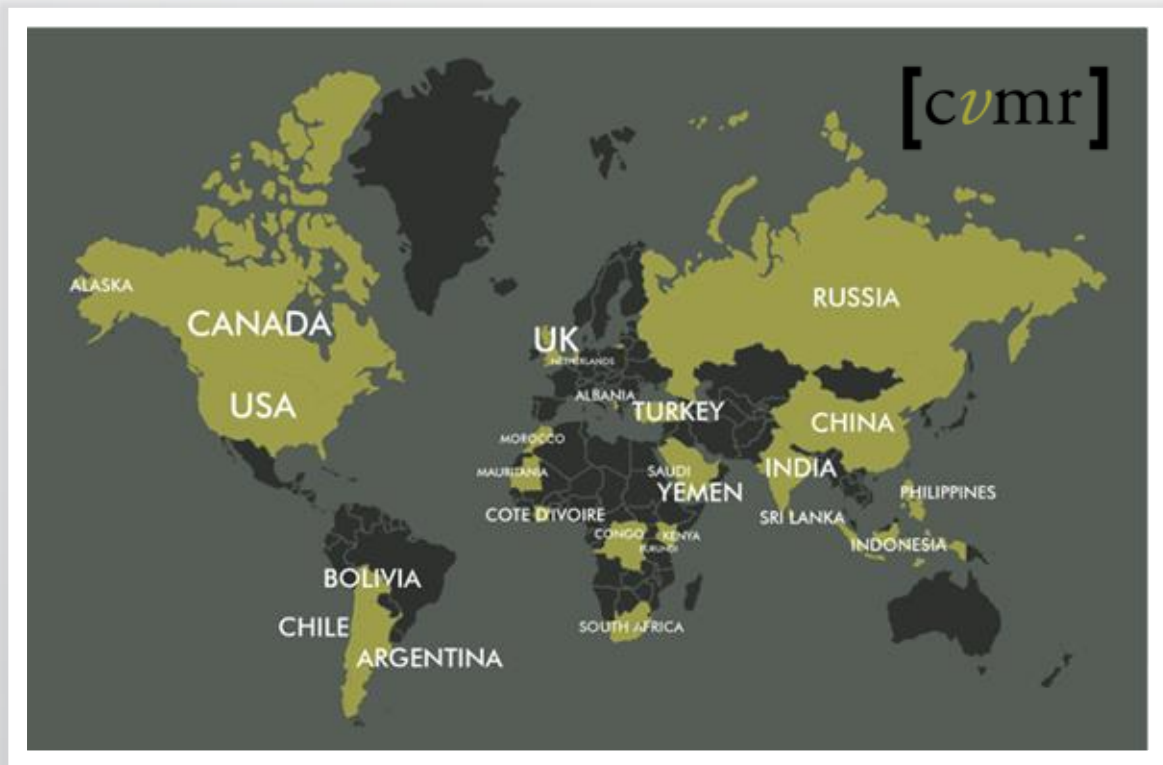 [cvmr]
ALASKA
CANADA
RUSSIA
UK
NETHERLANDS
USA
ALBANIA
TURKEY
CHINA
MOROCCO
MAURITANIA
SAUDI
INDIA
YEMEN
PHILIPPINES
COTE D'IVOIRE
SRI LANKA
CONGO
KENYA
BURUNDI
INDONESIA
BOLIVIA
CHILE
SOUTH AFRICA
ARGENTINA